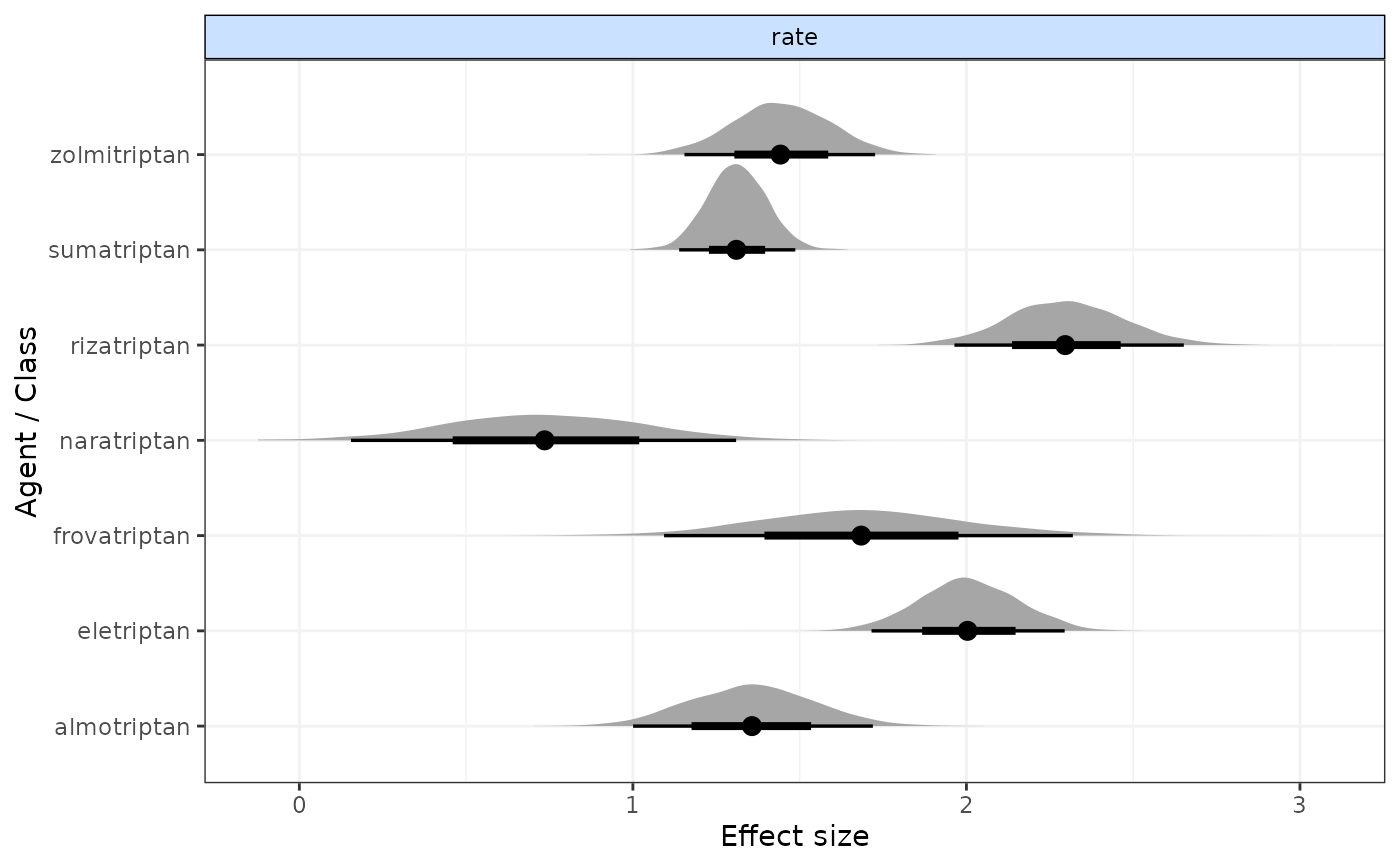 rate
Agent / Class
zolmitriptan
sumatriptan
rizatriptan
naratriptan
frovatriptan
eletriptan
almotriptan
0 1 2 3
Effect size